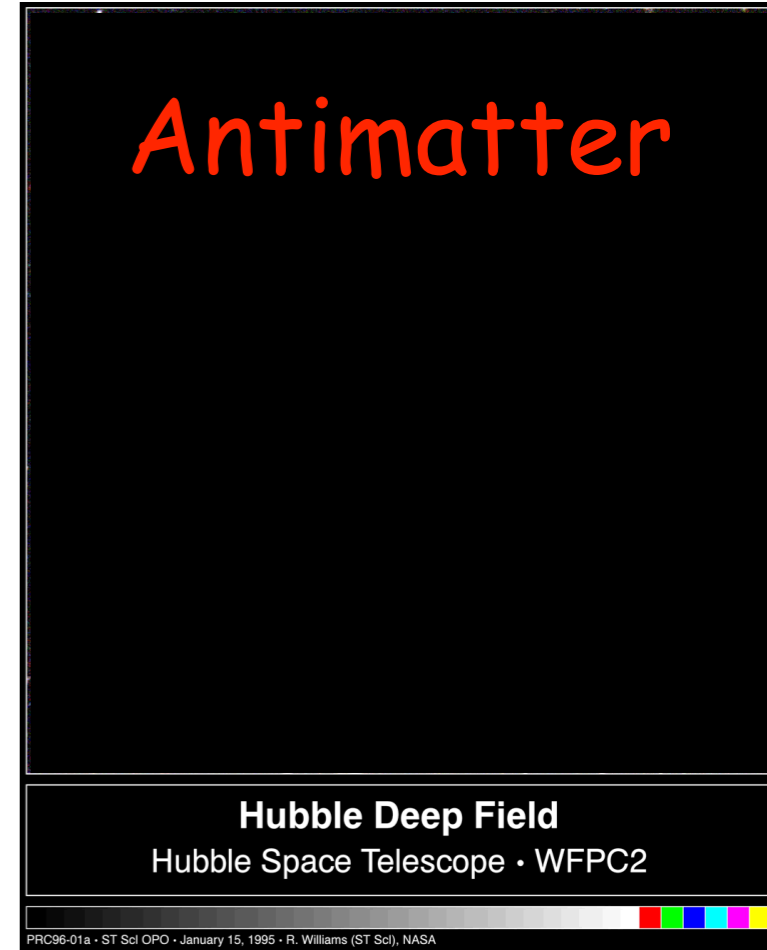 Antimatter
Hubble Deep Field
Hubble Space Telescope • WFPC2
PRC96-01a • ST ScI OPO • January 15, 1995 • R. Williams (ST ScI), NASA